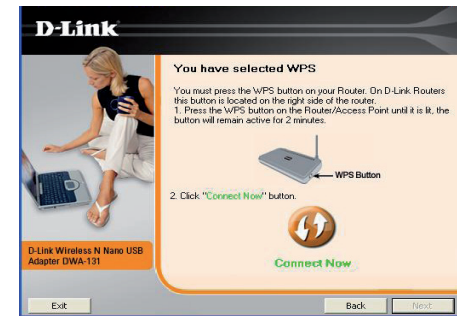 D-Link
You have selected WPS
You must press the WPS button on your Router. On D-Link Routers
this button is located on the right side of the router.
1. Press the WPS button on the Router/Access Point until it is lit, the
button will remain active for 2 minutes.
WPS Button
2. Click "Connect Now" button.
Connect Now
D-Link Wireless N Nano USB
Adapter DWA-131
Exit
Back
Next